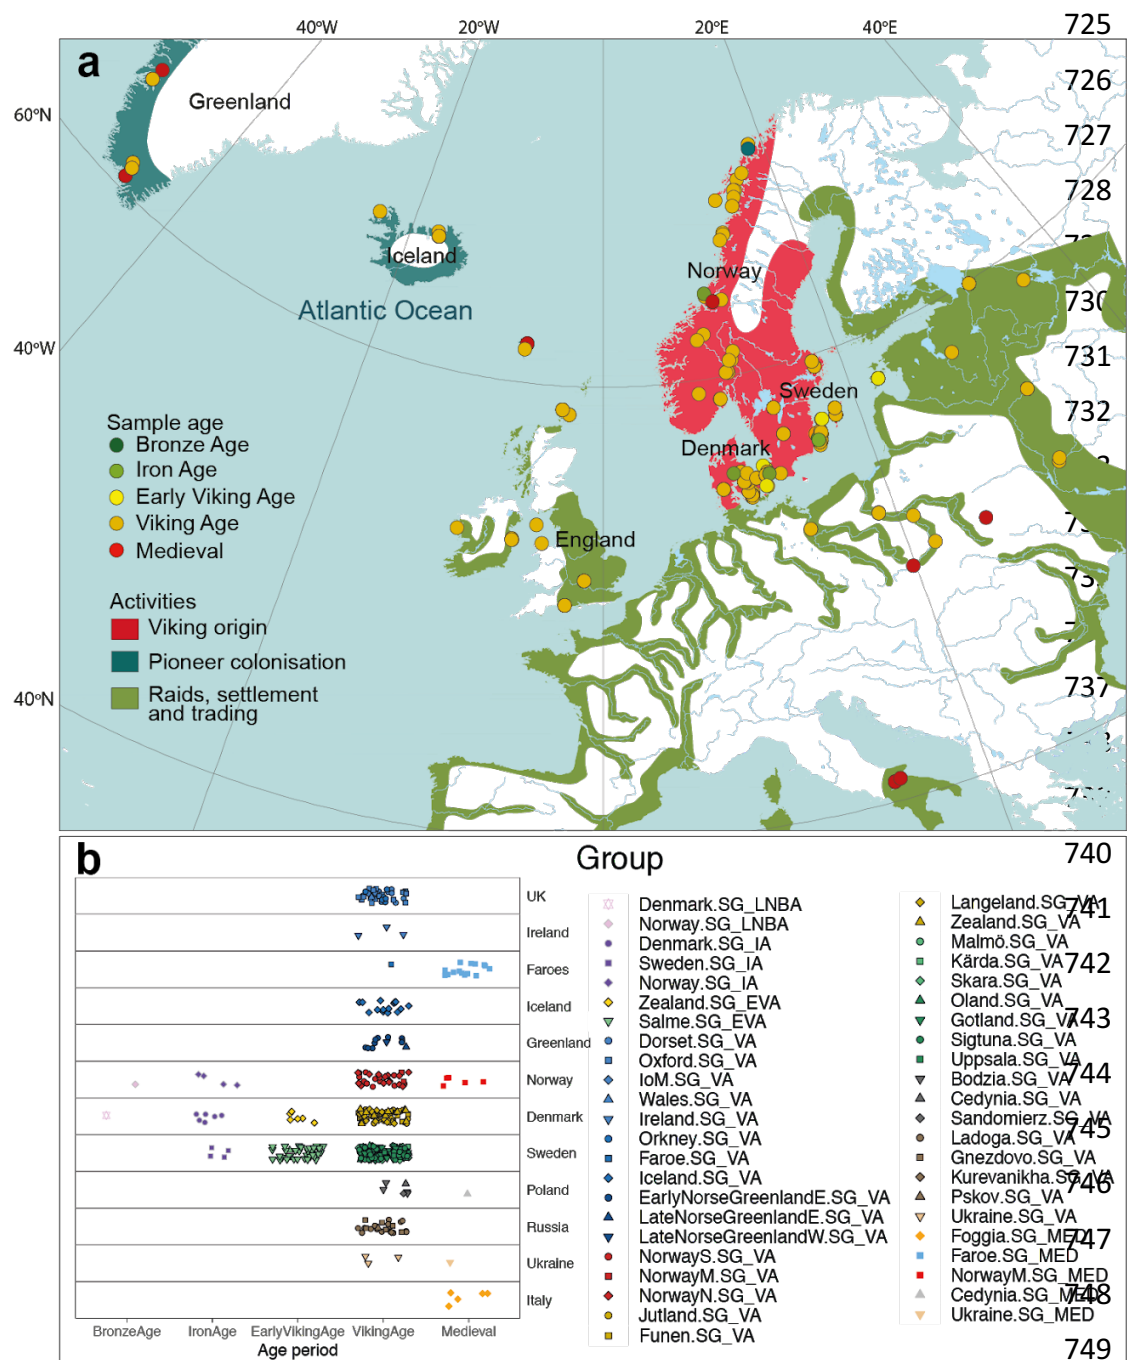 40°W
20°W
20°E
40°E
725
a
726
Greenland
60°N
727
728
Iceland
Norway
Atlantic Ocean
730
40°W
731
Sweden
732
Sample age
Bronze Age
Iron Age
Early Viking Age
Viking Age
Medieval
Denmark
England
Activities
Viking origin
Pioneer colonisation
Raids, settlement
and trading
737
40°N
b
Group
740
UK
Ireland
Faroes
Iceland
Greenland
Norway
Denmark
Sweden
Poland
Russia
Ukraine
Italy
BronzeAge
IronAge
EarlyVikingAge
VikingAge
Medieval
Age period
Denmark.SG_LNBA
Norway.SG_LNBA
Denmark.SG_IA
Sweden.SG_IA
Norway.SG_IA
Zealand.SG_EVA
Salme.SG_EVA
Dorset.SG_VA
Oxford.SG_VA
IoM.SG_VA
Wales.SG_VA
Ireland.SG_VA
Orkney.SG_VA
Faroe.SG_VA
Iceland.SG_VA
EarlyNorseGreenlandE.SG_VA
LateNorseGreenlandE.SG_VA
LateNorseGreenlandW.SG_VA
NorwayS.SG_VA
NorwayM.SG_VA
NorwayN.SG_VA
Jutland.SG_VA
Funen.SG_VA
Langeland.SG_VA
741
Zealand.SG_VA
Malmö.SG_VA
Kärda.SG_VA
742
Skara.SG_VA
Oland.SG_VA
Gotland.SG_VA
743
Sigtuna.SG_VA
Uppsala.SG_VA
Bodzia.SG_VA
744
Cedynia.SG_VA
Sandomierz.SG_VA
745
Ladoga.SG_VA
Gnezdovo.SG_VA
Kurevanikha.SG_VA
746
Pskov.SG_VA
Ukraine.SG_VA
Foggia.SG_MED
747
Faroe.SG_MED
NorwayM.SG_MED
Cedynia.SG_MED
748
Ukraine.SG_MED
749